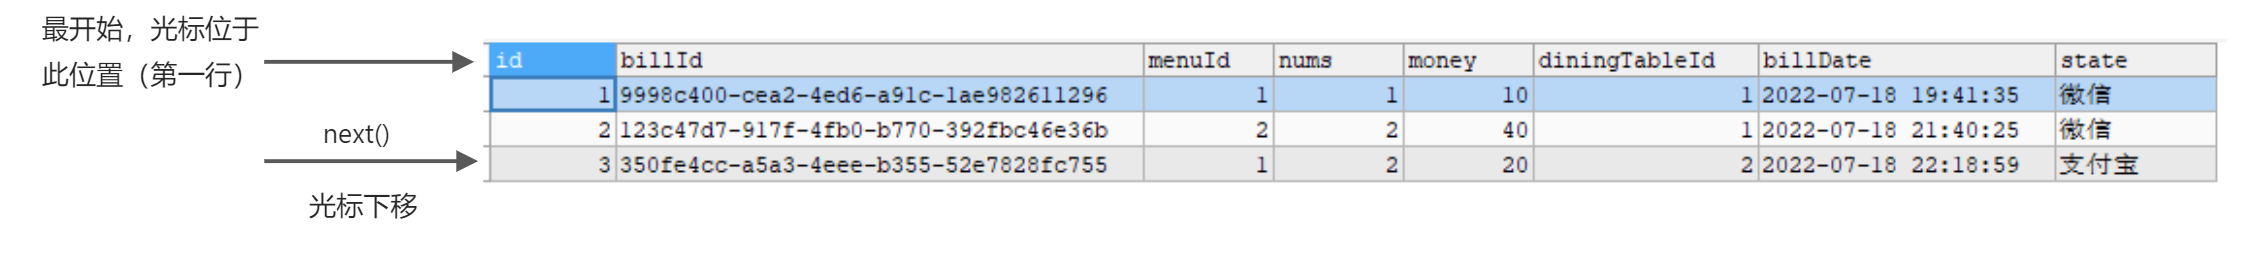 最开始，光标位于
此位置（第一行）
next()
光标下移
id billId menuId nums money diningTableId billDate state
1 9998c400-cea2-4ed6-a91c-1ae982611296 1 1 10 1 2022-07-18 19:41:35 微信
2 123c47d7-917f-4fb0-b770-392fbc46e36b 2 2 40 1 2022-07-18 21:40:25 微信
3 350fe4cc-a5a3-4eee-b355-52e7828fc755 1 2 20 2 2022-07-18 22:18:59 支付宝